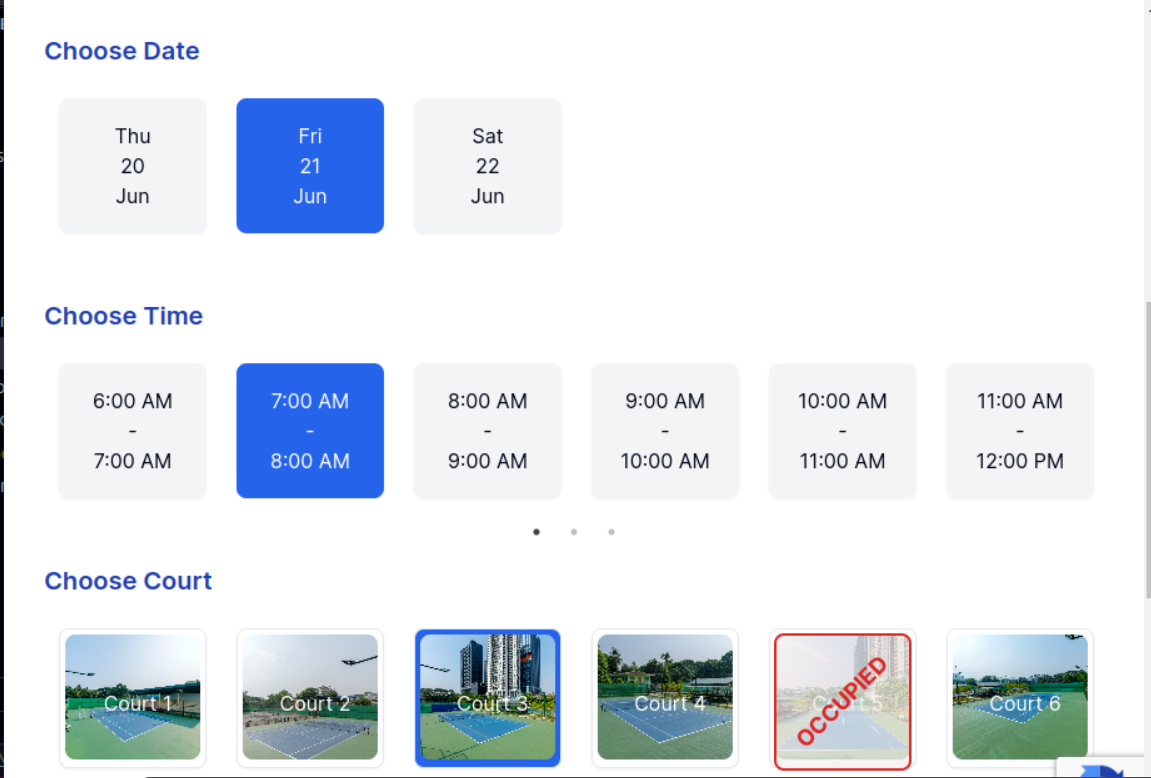 Choose Date
Thu
20
Jun
Fri
21
Jun
Sat
22
Jun
Choose Time
6:00 AM
-
7:00 AM
7:00 AM
-
8:00 AM
8:00 AM
-
9:00 AM
9:00 AM
-
10:00 AM
10:00 AM
-
11:00 AM
11:00 AM
-
12:00 PM
Choose Court
Court 1
Court 2
Court 3
Court 4
Court 5
OCCUPIED
Court 6